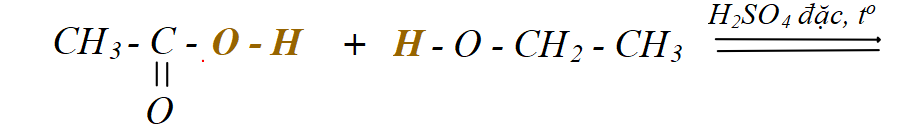 H₂SO₄ đặc, tº
CH₃ - C - O - H + H - O - CH₂ - CH₃
||
O